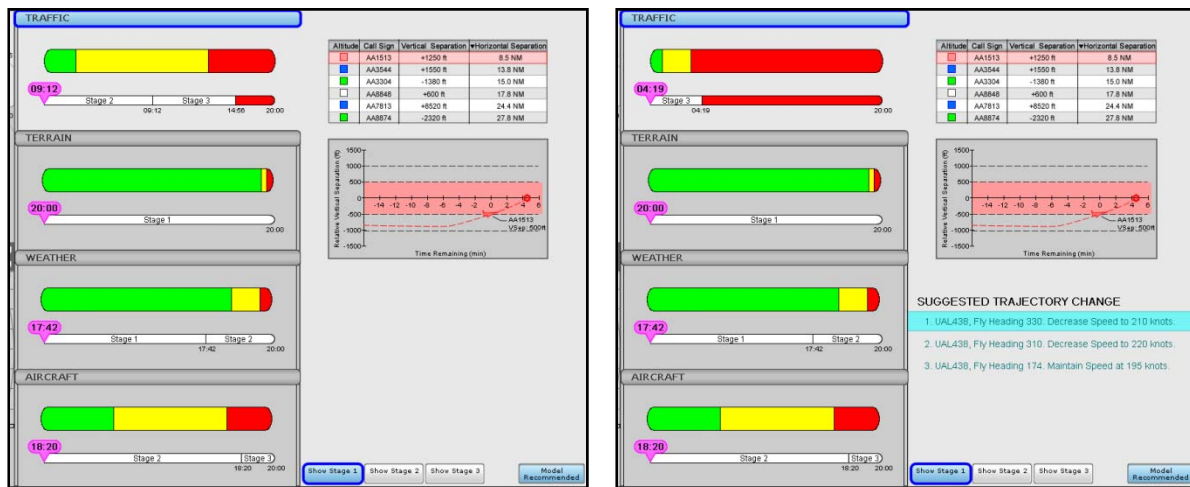 TRAFFIC
09:12
Stage 2
Stage 3
09:12
14:56
20:00
TERRAIN
20:00
Stage 1
20:00
WEATHER
17:42
Stage 1
Stage 2
17:42
20:00
AIRCRAFT
18:20
Stage 2
Stage 3
18:20
20:00
Altitude Call Sign Vertical Separation ▾Horizontal Separation
AA1513 +1250 ft 8.5 NM
AA3544 +1550 ft 13.8 NM
AA3304 -1380 ft 15.0 NM
AA8848 +600 ft 17.8 NM
AA7813 +8520 ft 24.4 NM
AA8874 -2320 ft 27.8 NM
Relative Vertical Separation (ft)
1500
1000
500
0
-14 -12 -10 -8 -6 -4 -2 0 2 4 6
-500
AA1513
VSep: 500ft
-1000
-1500
Time Remaining (min)
Show Stage 1
Show Stage 2
Show Stage 3
Model
Recommended
TRAFFIC
04:19
Stage 3
04:19
20:00
TERRAIN
20:00
Stage 1
20:00
WEATHER
17:42
Stage 1
Stage 2
17:42
20:00
AIRCRAFT
18:20
Stage 2
Stage 3
18:20
20:00
Altitude Call Sign Vertical Separation ▾Horizontal Separation
AA1513 +1250 ft 8.5 NM
AA3544 +1550 ft 13.8 NM
AA3304 -1380 ft 15.0 NM
AA8848 +600 ft 17.8 NM
AA7813 +8520 ft 24.4 NM
AA8874 -2320 ft 27.8 NM
Relative Vertical Separation (ft)
1500
1000
500
0
-14 -12 -10 -8 -6 -4 -2 0 2 4 6
-500
AA1513
VSep: 500ft
-1000
-1500
Time Remaining (min)
SUGGESTED TRAJECTORY CHANGE
1. UAL438, Fly Heading 330. Decrease Speed to 210 knots.
2. UAL438, Fly Heading 310. Decrease Speed to 220 knots.
3. UAL438, Fly Heading 174. Maintain Speed at 195 knots.
Show Stage 1
Show Stage 2
Show Stage 3
Model
Recommended